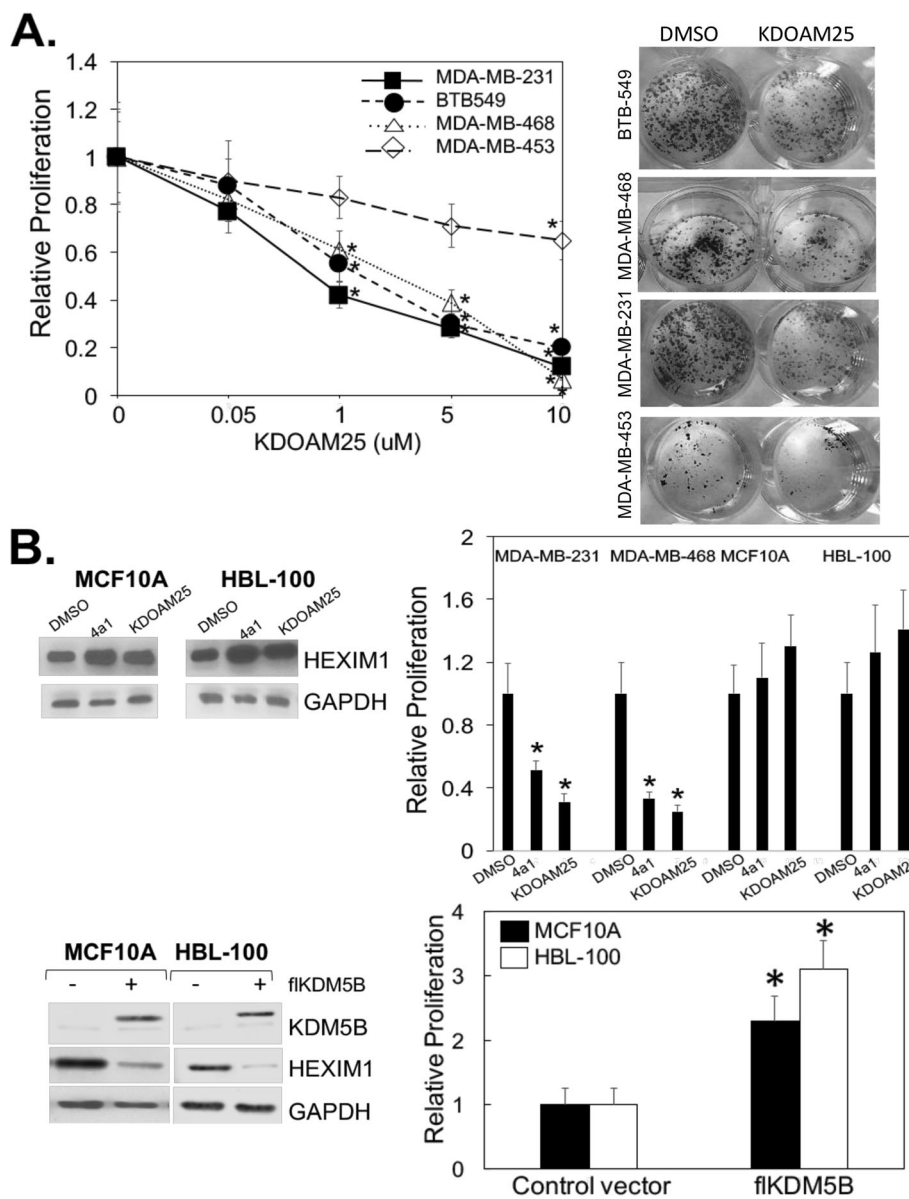 A.
DMSO KDOAM25
1.4
1.2
1
0.8
0.6
0.4
0.2
0
Relative Proliferation
MDA-MB-231
BTB549
MDA-MB-468
MDA-MB-453
* * * * * * * * * * *
0 0.05 1 5 10
KDOAM25 (uM)
BTB-549
MDA-MB-468
MDA-MB-231
MDA-MB-453
B.
MCF10A HBL-100
DMSO 4a1 KDOAM25 DMSO 4a1 KDOAM25
HEXIM1
GAPDH
2
1.6
1.2
0.8
0.4
0
Relative Proliferation
MDA-MB-231 MDA-MB-468 MCF10A HBL-100
* * * *
DMSO 4a1 KDOAM25 DMSO 4a1 KDOAM25 DMSO 4a1 KDOAM25 DMSO 4a1 KDOAM2
MCF10A HBL-100
- + - + flKDM5B
KDM5B
HEXIM1
GAPDH
4
3
2
1
0
Relative Proliferation
MCF10A
HBL-100
* *
Control vector flKDM5B